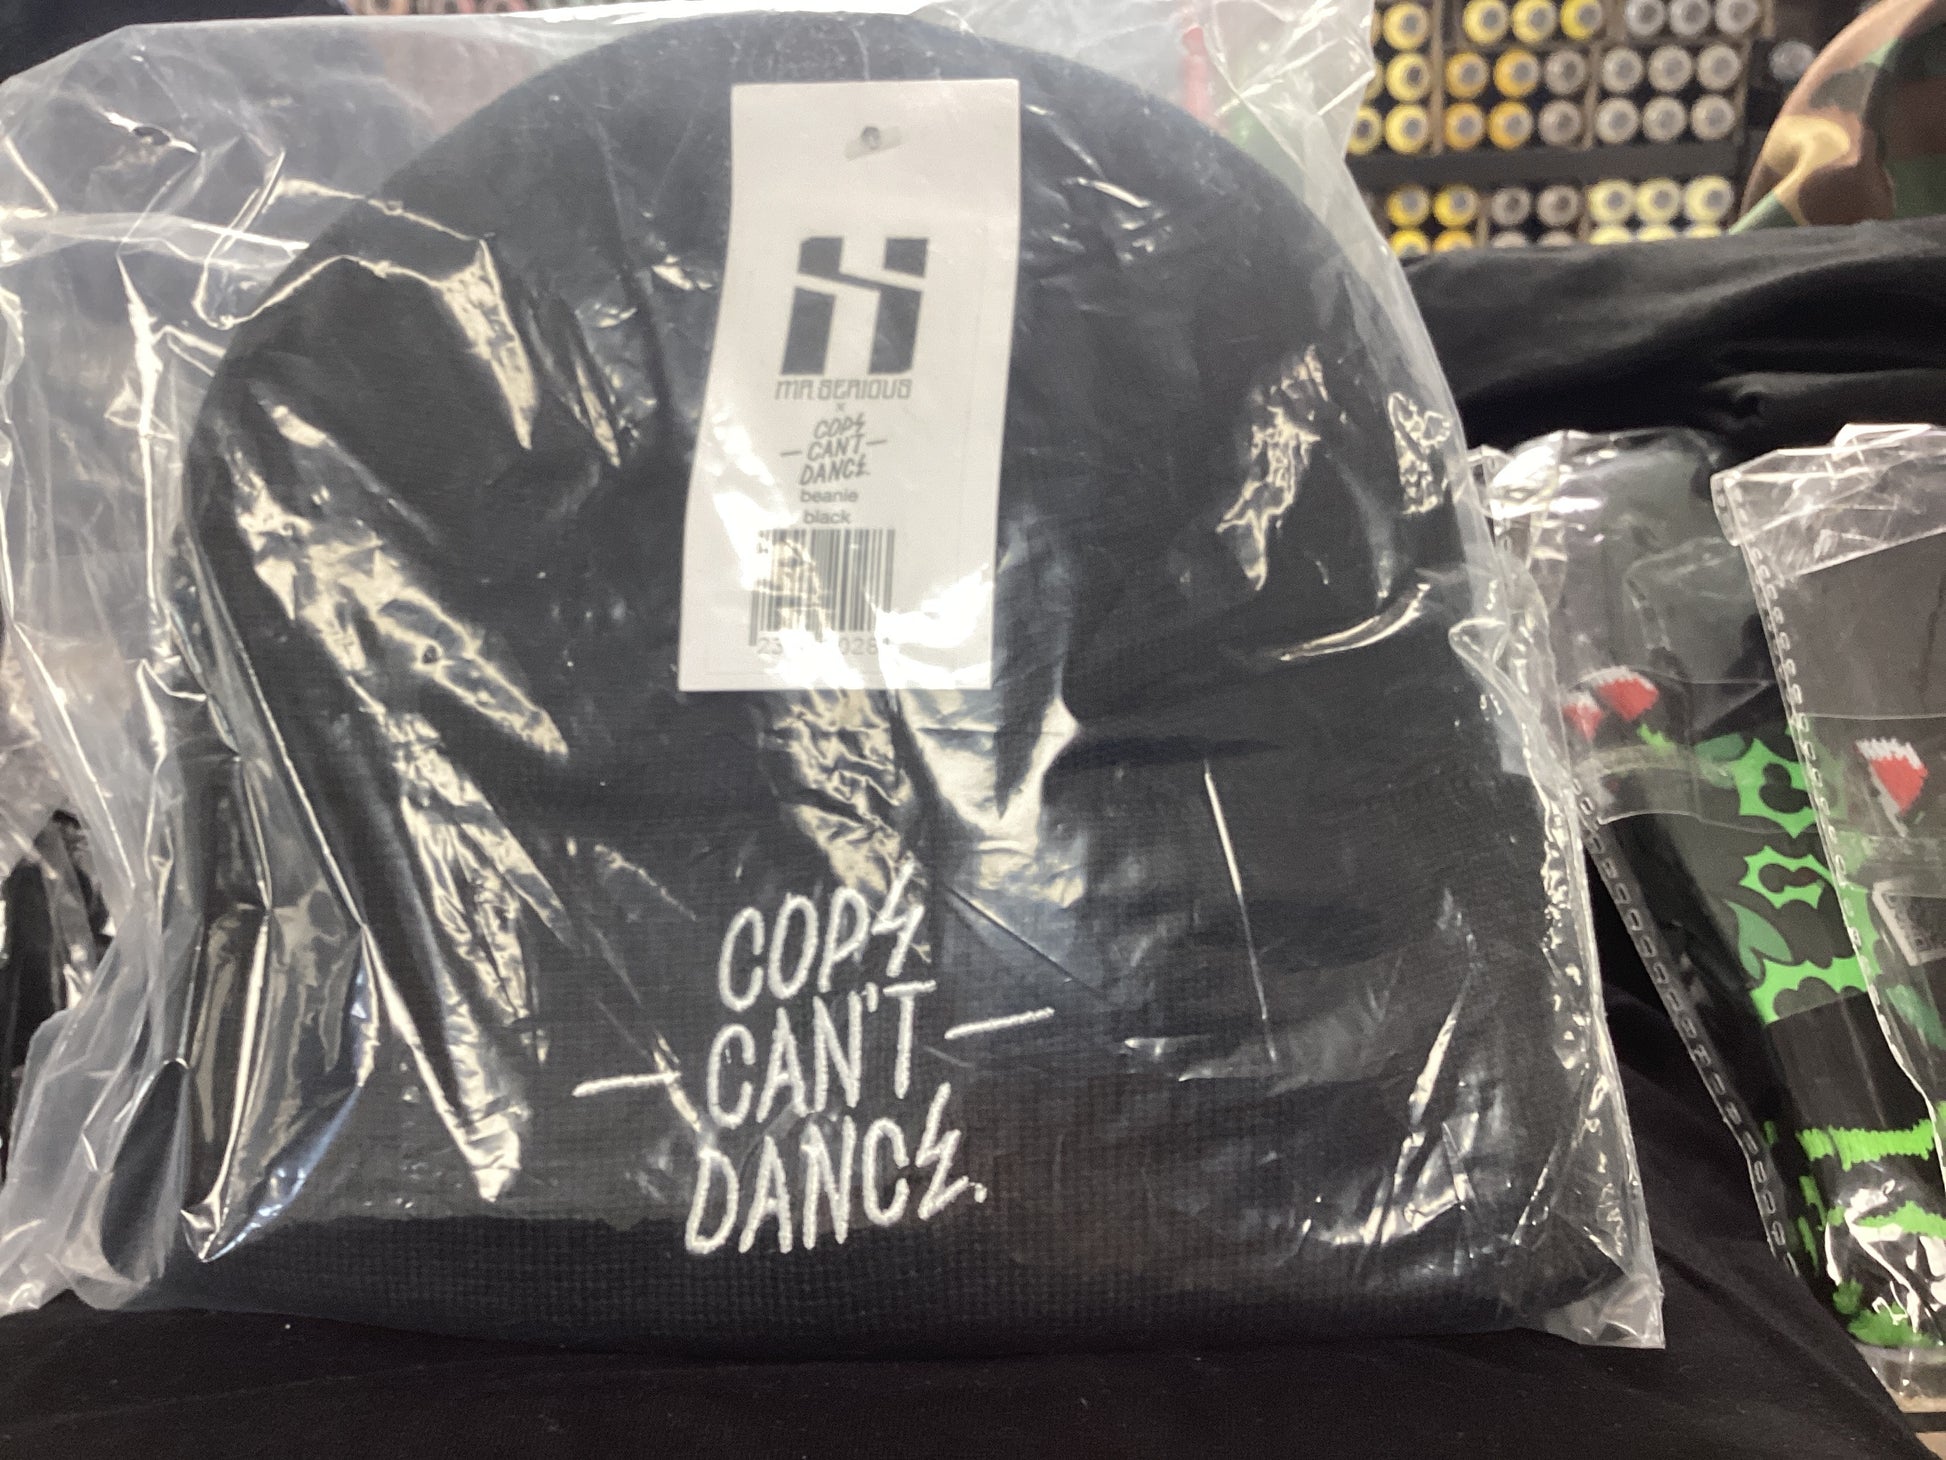 MR.SERIOUS
x
COPS
— CAN'T —
DANCE.
beanie
black
COPS
— CAN'T —
DANCE.